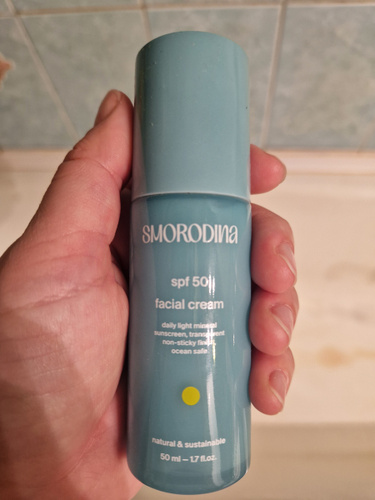 SMORODINA
spf 50
facial cream
daily light mineral
sunscreen, transparent
non-sticky finish,
ocean safe
natural & sustainable
50 ml – 1.7 fl.oz.